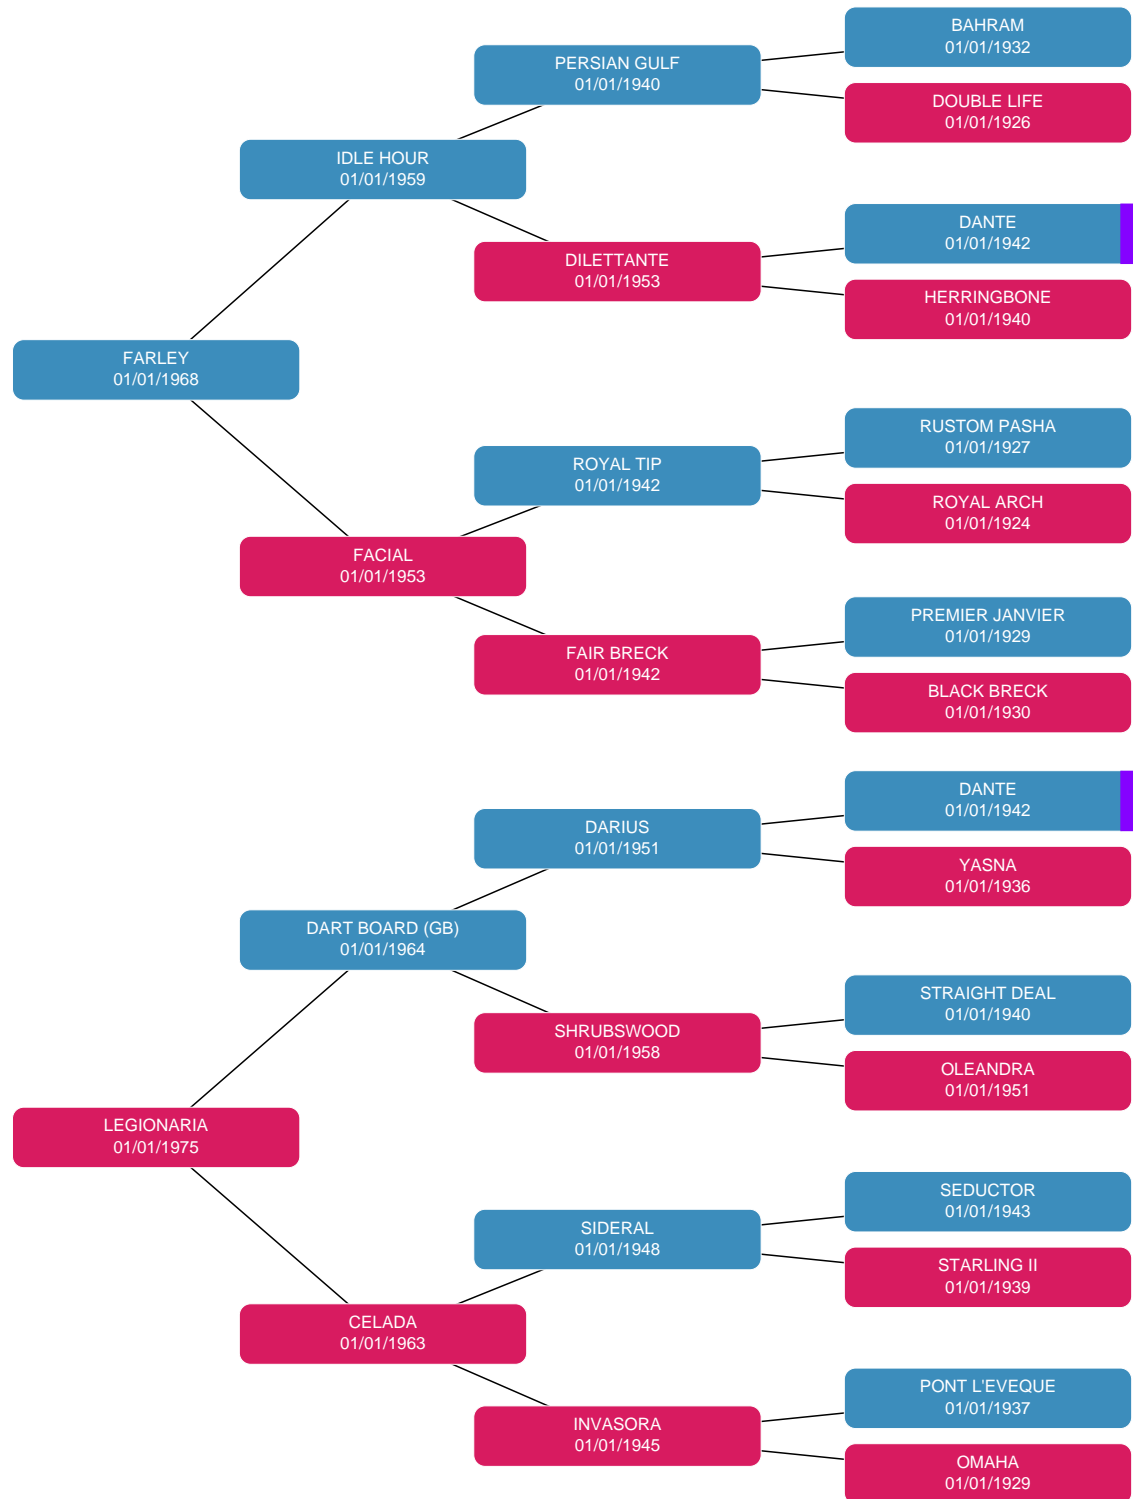 BAHRAM
01/01/1932
PERSIAN GULF
01/01/1940
DOUBLE LIFE
01/01/1926
IDLE HOUR
01/01/1959
DANTE
01/01/1942
DILETTANTE
01/01/1953
HERRINGBONE
01/01/1940
FARLEY
01/01/1968
RUSTOM PASHA
01/01/1927
ROYAL TIP
01/01/1942
ROYAL ARCH
01/01/1924
FACIAL
01/01/1953
PREMIER JANVIER
01/01/1929
FAIR BRECK
01/01/1942
BLACK BRECK
01/01/1930
DANTE
01/01/1942
DARIUS
01/01/1951
YASNA
01/01/1936
DART BOARD (GB)
01/01/1964
STRAIGHT DEAL
01/01/1940
SHRUBSWOOD
01/01/1958
OLEANDRA
01/01/1951
LEGIONARIA
01/01/1975
SEDUCTOR
01/01/1943
SIDERAL
01/01/1948
STARLING II
01/01/1939
CELADA
01/01/1963
PONT L'EVEQUE
01/01/1937
INVASORA
01/01/1945
OMAHA
01/01/1929